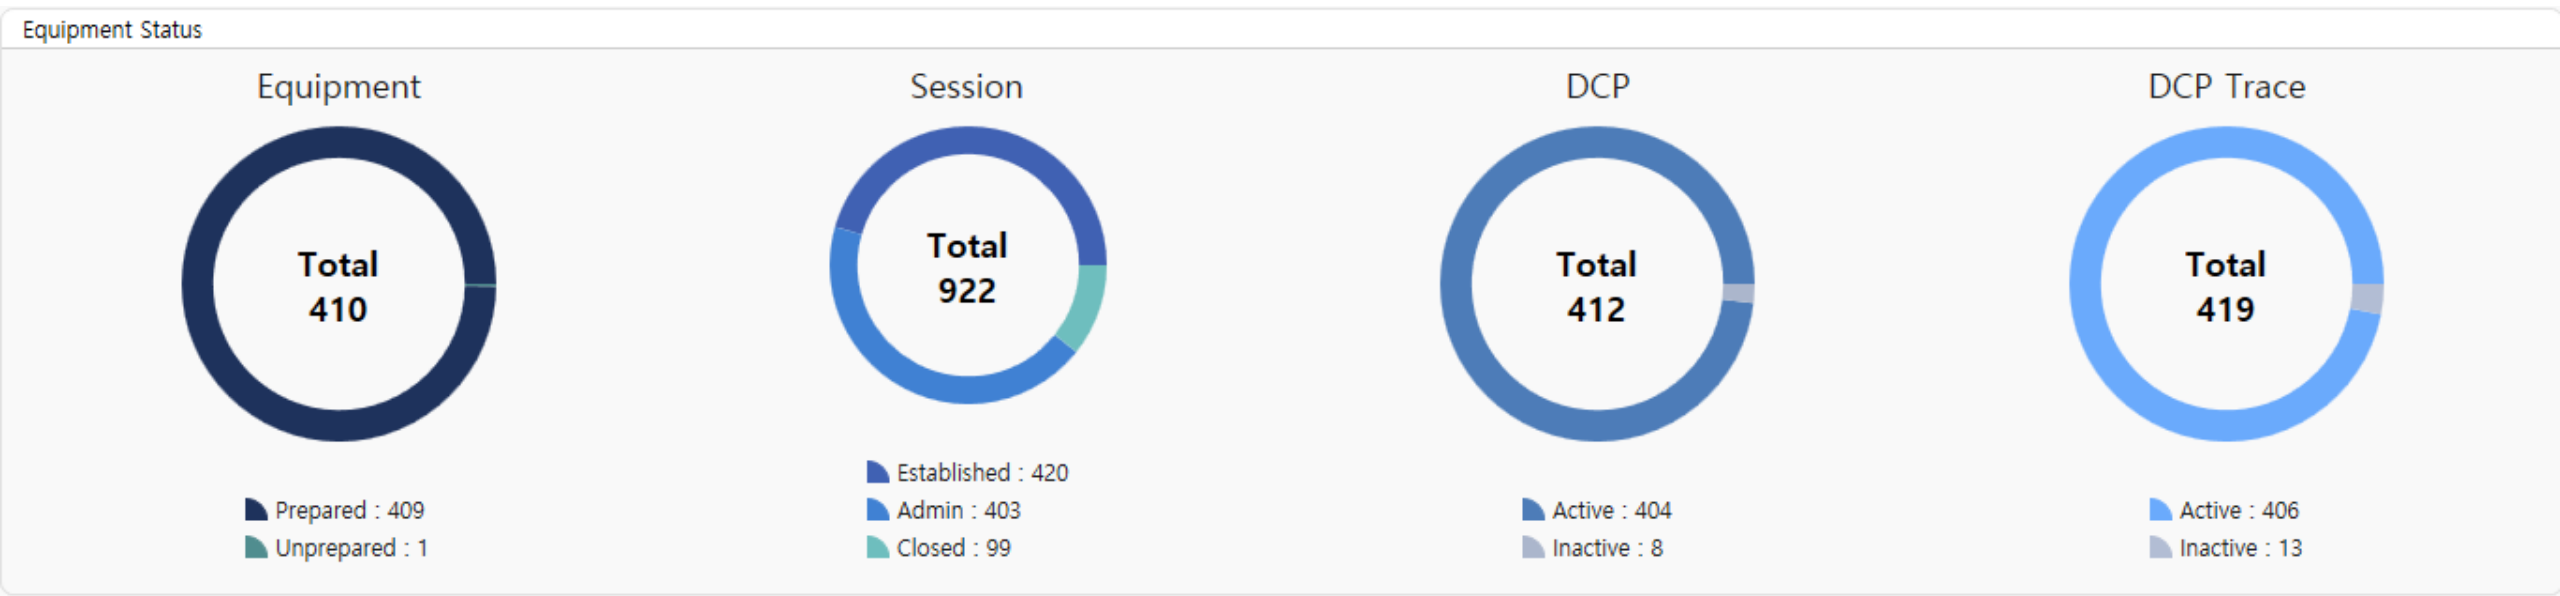 Equipment Status
Equipment
Total
410
Prepared : 409
Unprepared : 1
Session
Total
922
Established : 420
Admin : 403
Closed : 99
DCP
Total
412
Active : 404
Inactive : 8
DCP Trace
Total
419
Active : 406
Inactive : 13